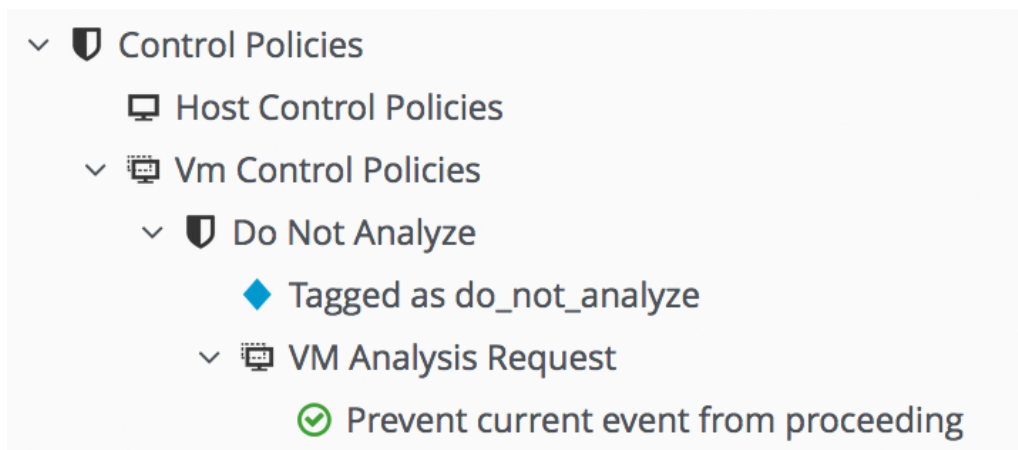 Control Policies
Host Control Policies
Vm Control Policies
Do Not Analyze
Tagged as do_not_analyze
VM Analysis Request
Prevent current event from proceeding